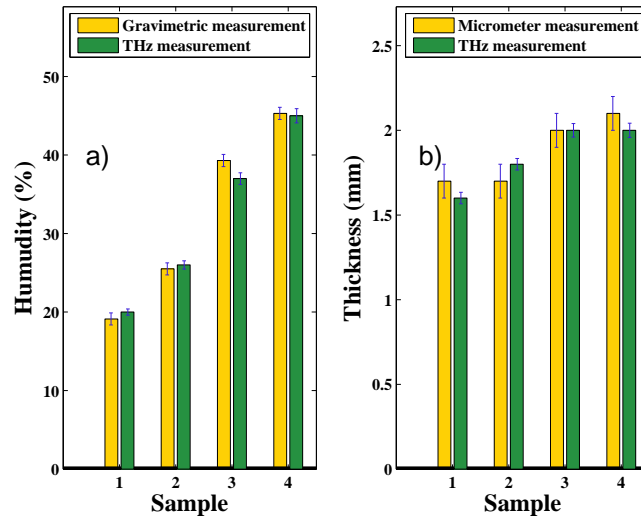 Gravimetric measurement
THz measurement
a)
50
40
30
20
10
0
Humudity (%)
1 2 3 4
Sample
Micrometer measurement
THz measurement
b)
2.5
2
1.5
1
0.5
0
Thickness (mm)
1 2 3 4
Sample